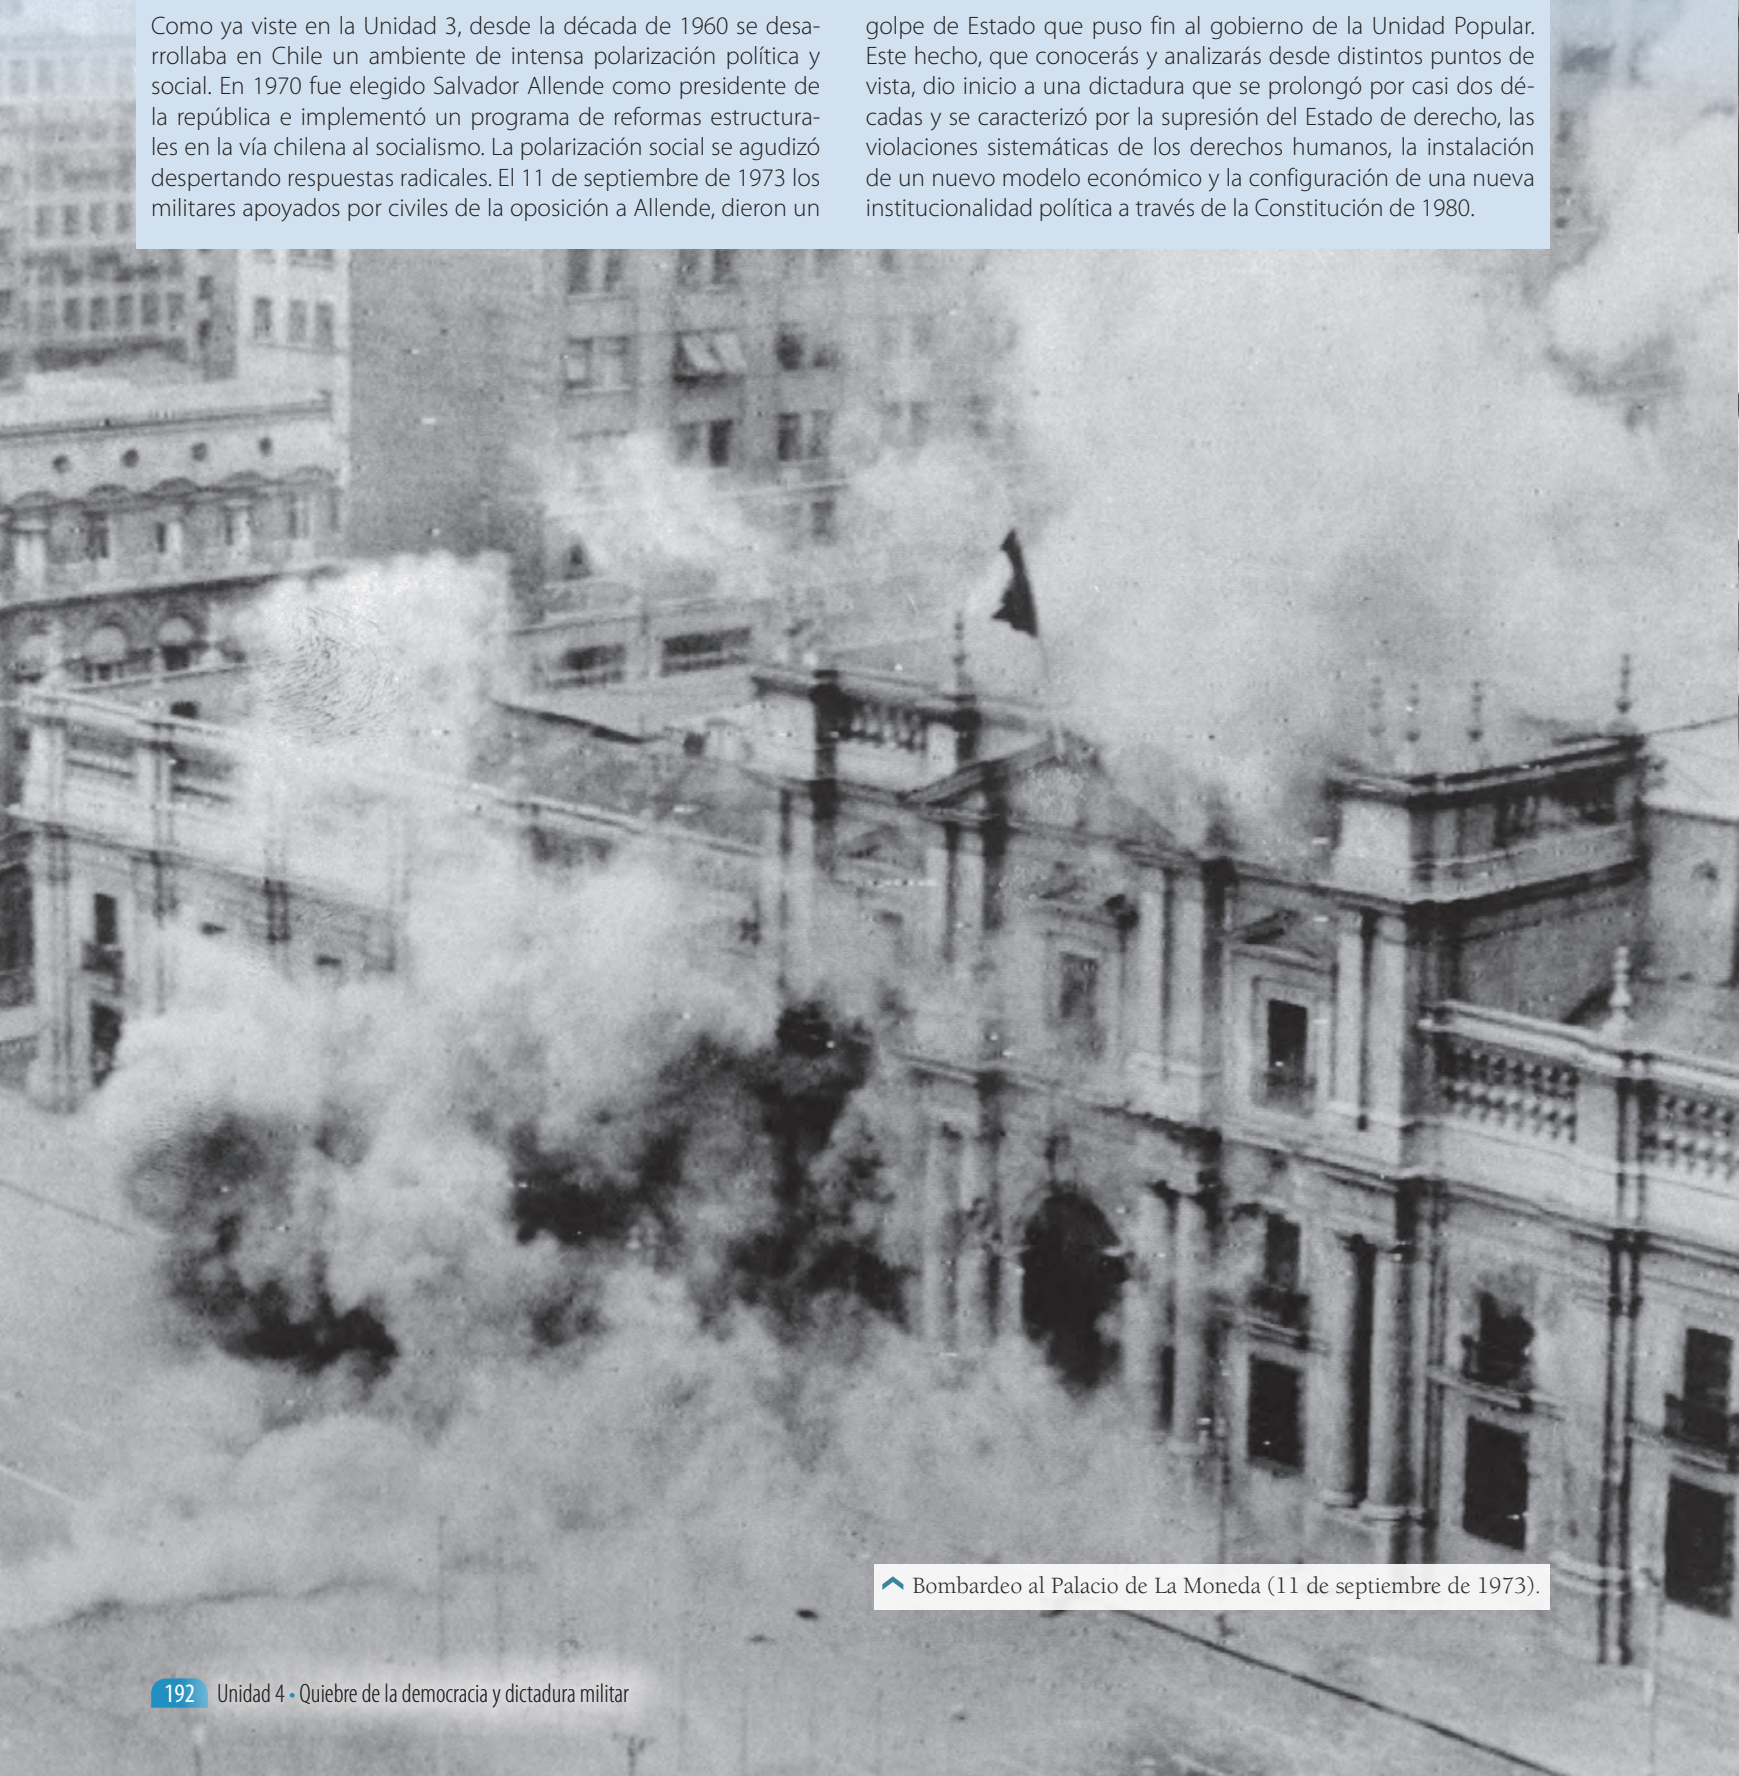 Como ya viste en la Unidad 3, desde la década de 1960 se desa-
rrollaba en Chile un ambiente de intensa polarización política y
social. En 1970 fue elegido Salvador Allende como presidente de
la república e implementó un programa de reformas estructura-
les en la vía chilena al socialismo. La polarización social se agudizó
despertando respuestas radicales. El 11 de septiembre de 1973 los
militares apoyados por civiles de la oposición a Allende, dieron un
golpe de Estado que puso fin al gobierno de la Unidad Popular.
Este hecho, que conocerás y analizarás desde distintos puntos de
vista, dio inicio a una dictadura que se prolongó por casi dos dé-
cadas y se caracterizó por la supresión del Estado de derecho, las
violaciones sistemáticas de los derechos humanos, la instalación
de un nuevo modelo económico y la configuración de una nueva
institucionalidad política a través de la Constitución de 1980.
Bombardeo al Palacio de La Moneda (11 de septiembre de 1973).
192 Unidad 4 • Quiebre de la democracia y dictadura militar